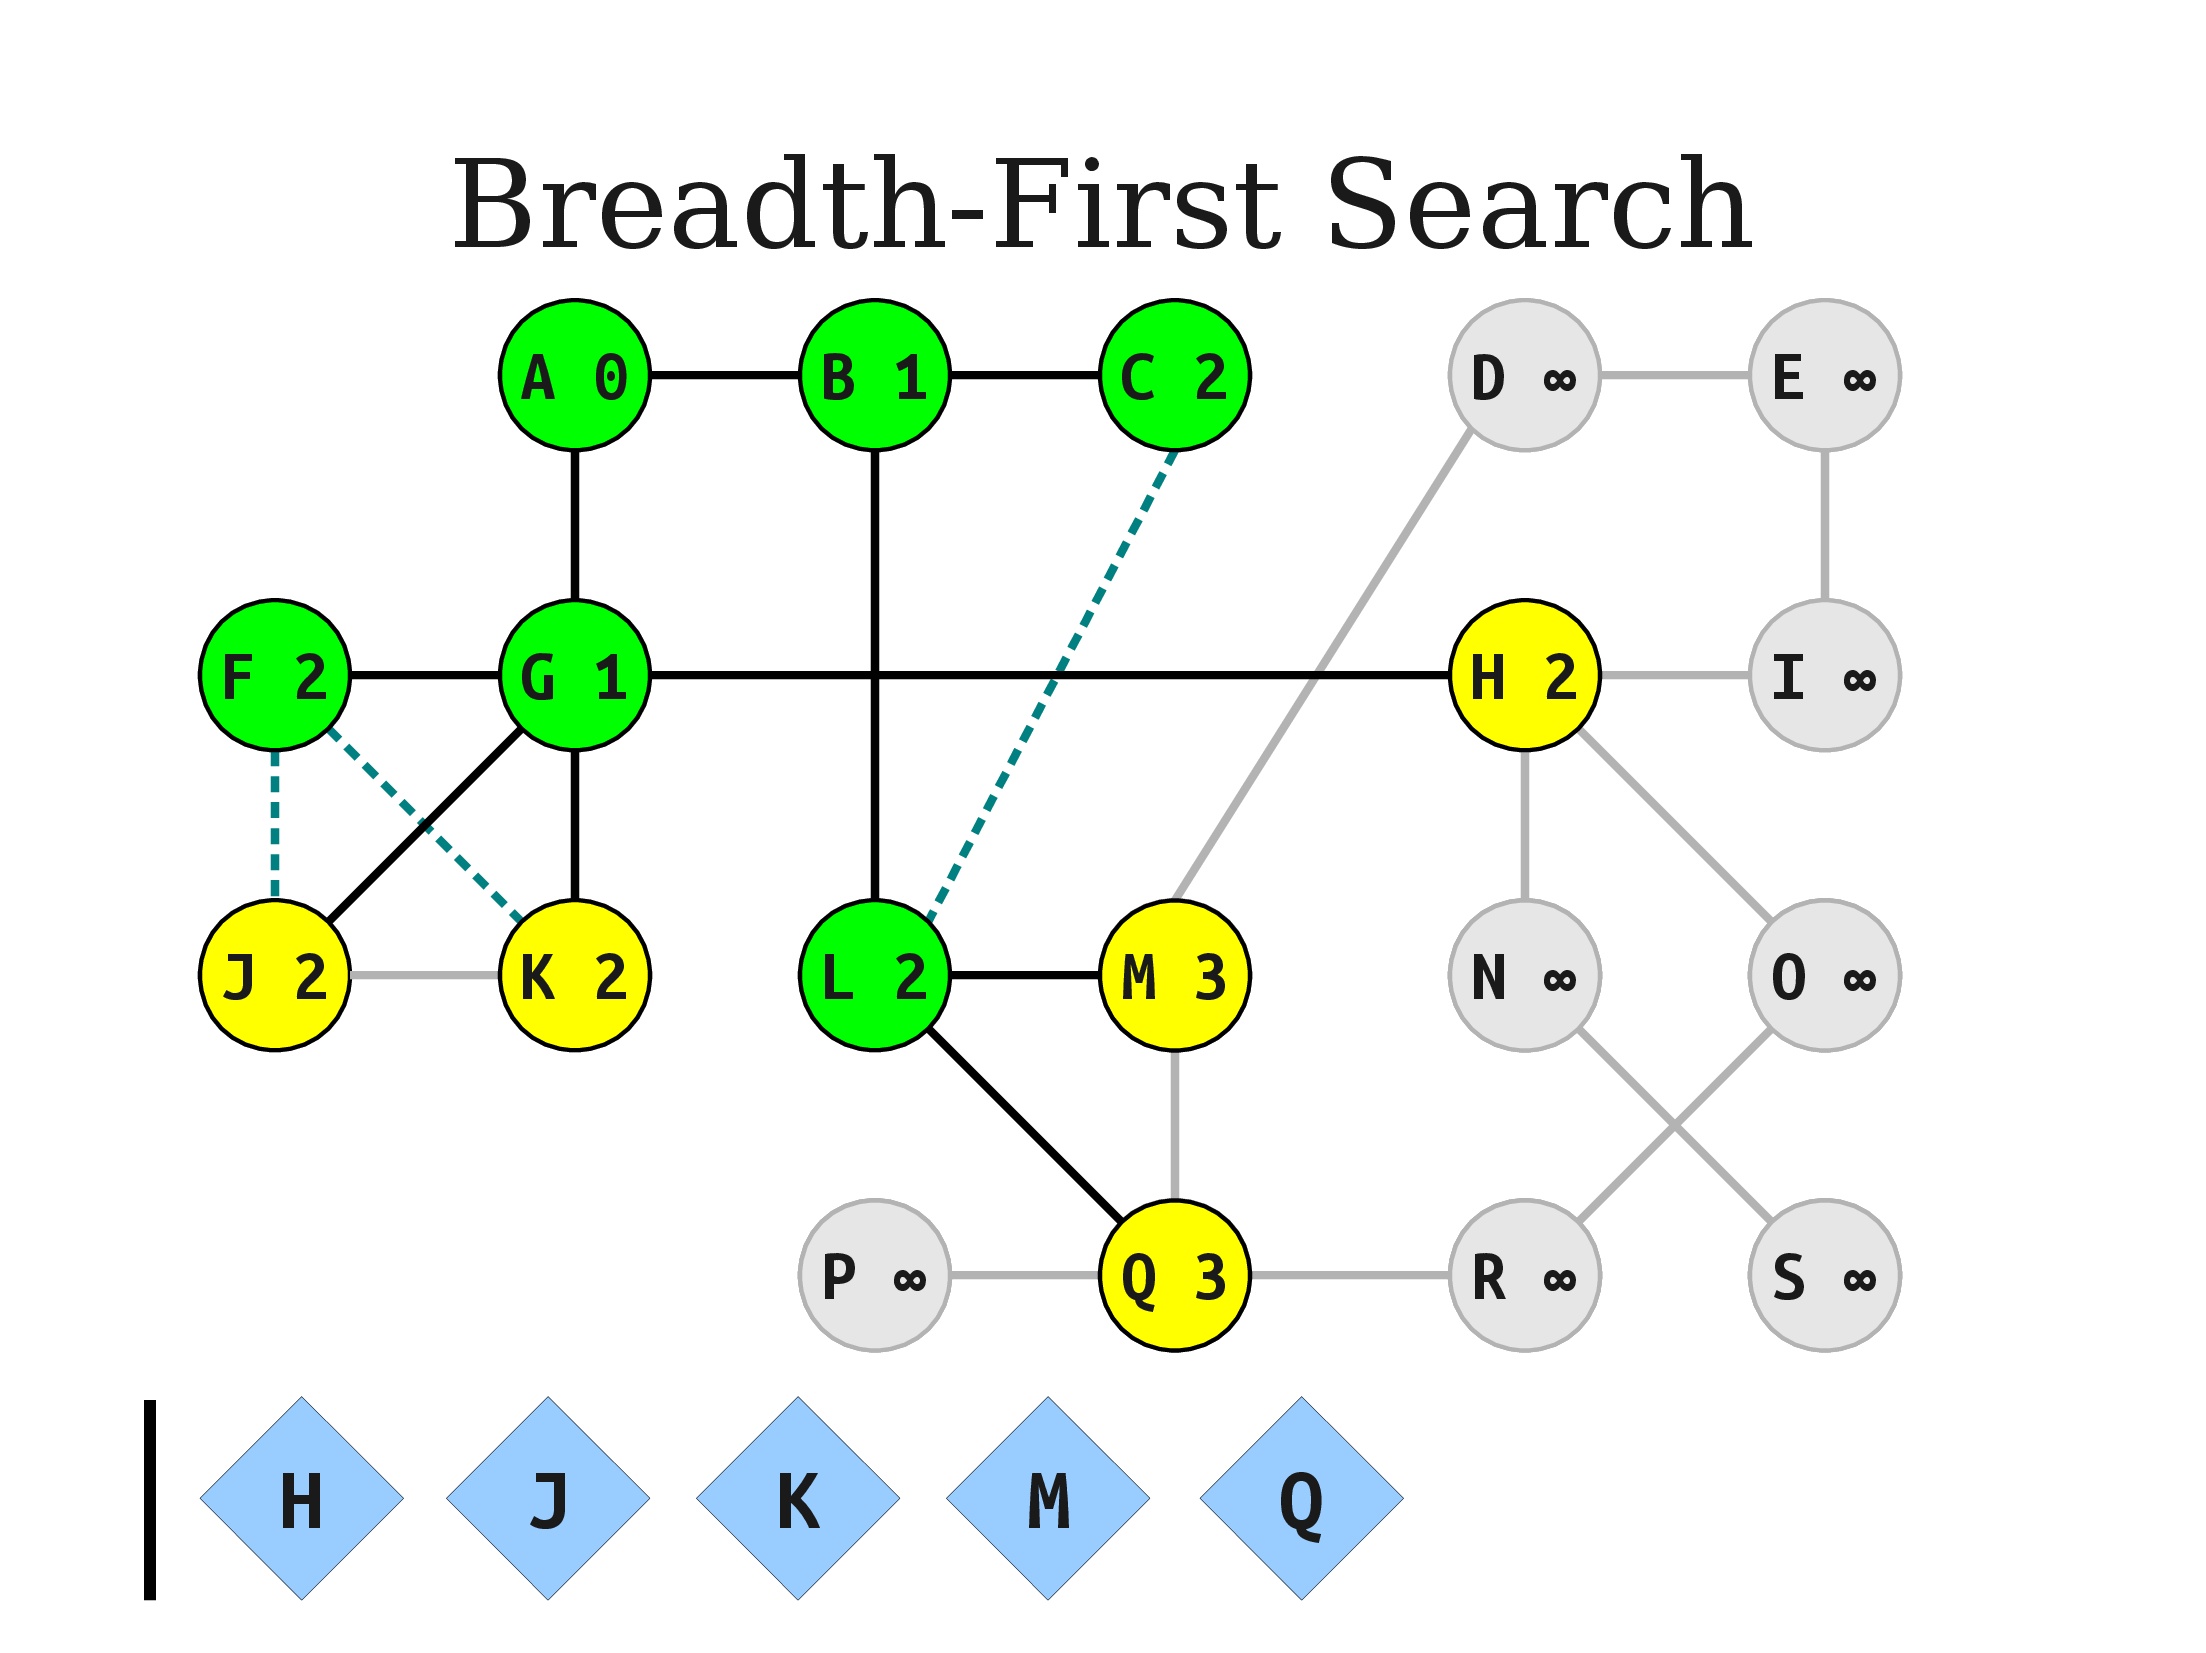 Breadth-First Search
A 0 B 1 C 2 D ∞ E ∞
F 2 G 1 H 2 I ∞
J 2 K 2 L 2 M 3 N ∞ O ∞
P ∞ Q 3 R ∞ S ∞
H J K M Q